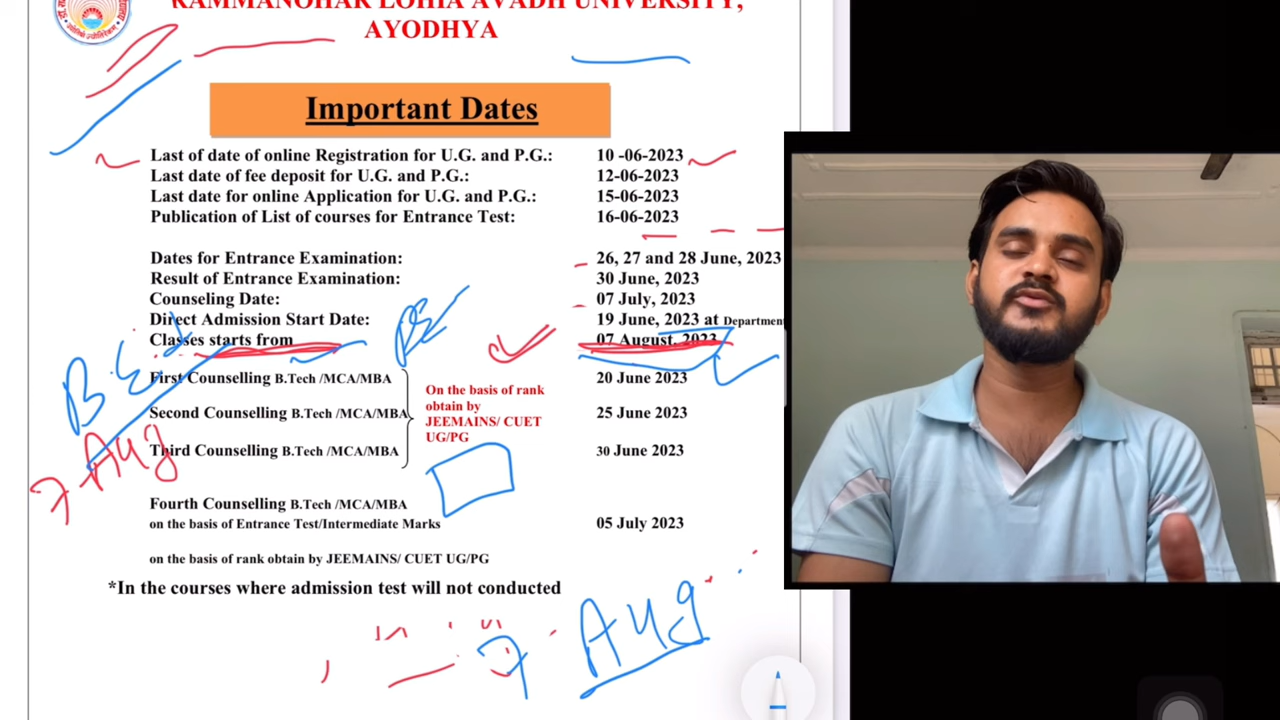 RAMMANOHAR LOHIA AVADH UNIVERSITY,
AYODHYA
Important Dates
Last of date of online Registration for U.G. and P.G.: 10 -06-2023
Last date of fee deposit for U.G. and P.G.: 12-06-2023
Last date for online Application for U.G. and P.G.: 15-06-2023
Publication of List of courses for Entrance Test: 16-06-2023
Dates for Entrance Examination: 26, 27 and 28 June, 2023
Result of Entrance Examination: 30 June, 2023
Counseling Date: 07 July, 2023
Direct Admission Start Date: 19 June, 2023 at Department
Classes starts from 07 August, 2023
B.Ed
First Counselling B.Tech /MCA/MBA 20 June 2023
On the basis of rank
obtain by
JEEMAINS/ CUET
UG/PG
Second Counselling B.Tech /MCA/MBA 25 June 2023
7 Aug
Third Counselling B.Tech /MCA/MBA 30 June 2023
Fourth Counselling B.Tech /MCA/MBA
on the basis of Entrance Test/Intermediate Marks 05 July 2023
on the basis of rank obtain by JEEMAINS/ CUET UG/PG
*In the courses where admission test will not conducted
7 Aug